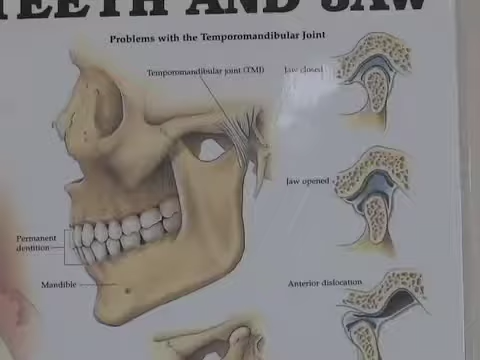 TEETH AND JAW
Problems with the Temporomandibular Joint
Temporomandibular joint (TMJ)
Jaw closed
Jaw opened
Permanent
dentition
Mandible
Anterior dislocation